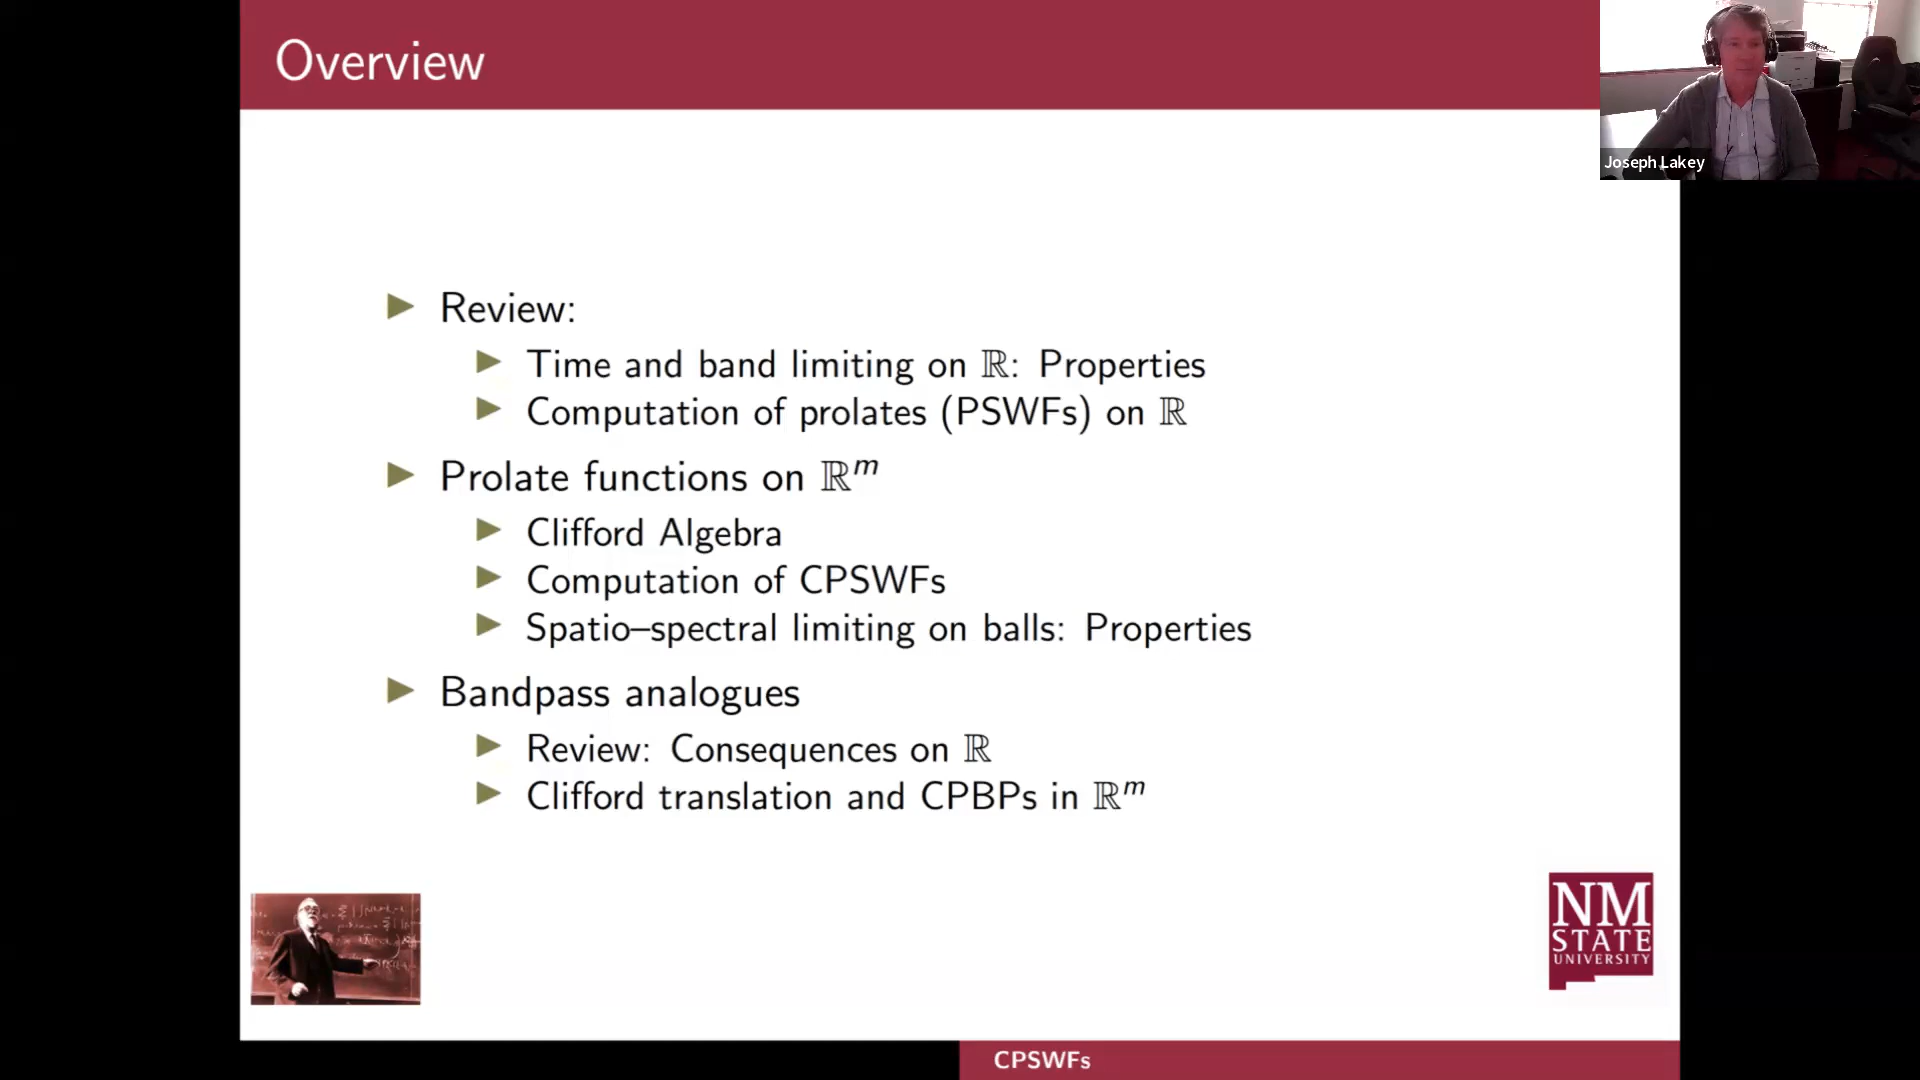 Overview
Joseph Lakey
Review:
Time and band limiting on ℝ: Properties
Computation of prolates (PSWFs) on ℝ
Prolate functions on ℝᵐ
Clifford Algebra
Computation of CPSWFs
Spatio–spectral limiting on balls: Properties
Bandpass analogues
Review: Consequences on ℝ
Clifford translation and CPBPs in ℝᵐ
NM
STATE
UNIVERSITY
CPSWFs